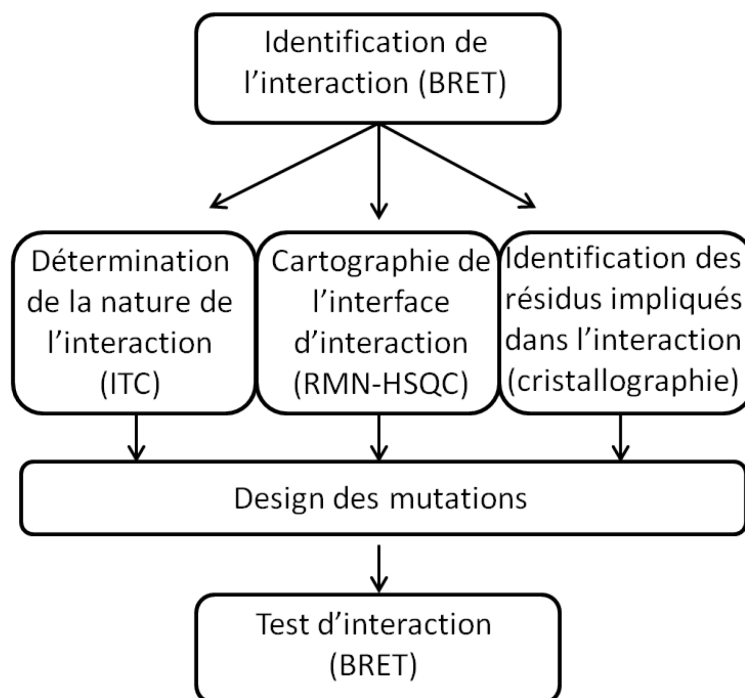 Identification de
l’interaction (BRET)
Détermination
de la nature de
l’interaction
(ITC)
Cartographie de
l’interface
d’interaction
(RMN-HSQC)
Identification des
résidus impliqués
dans l’interaction
(cristallographie)
Design des mutations
Test d’interaction
(BRET)